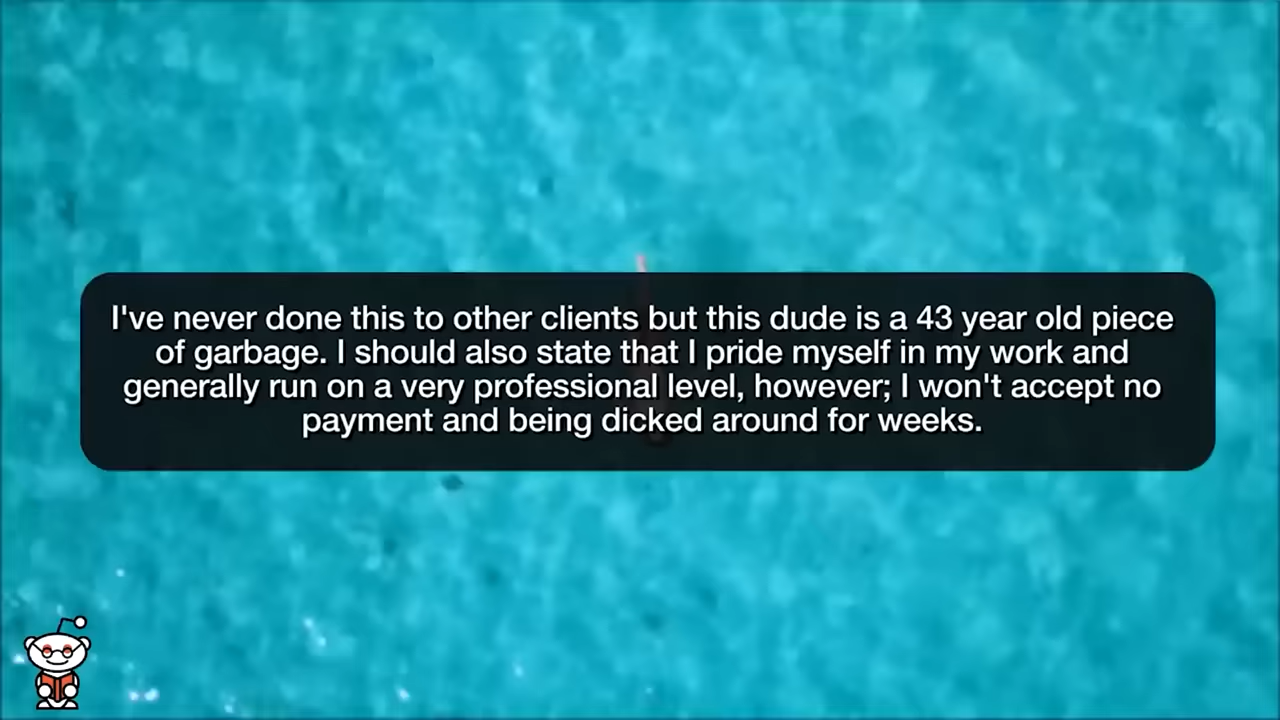 I've never done this to other clients but this dude is a 43 year old piece
of garbage. I should also state that I pride myself in my work and
generally run on a very professional level, however; I won't accept no
payment and being dicked around for weeks.